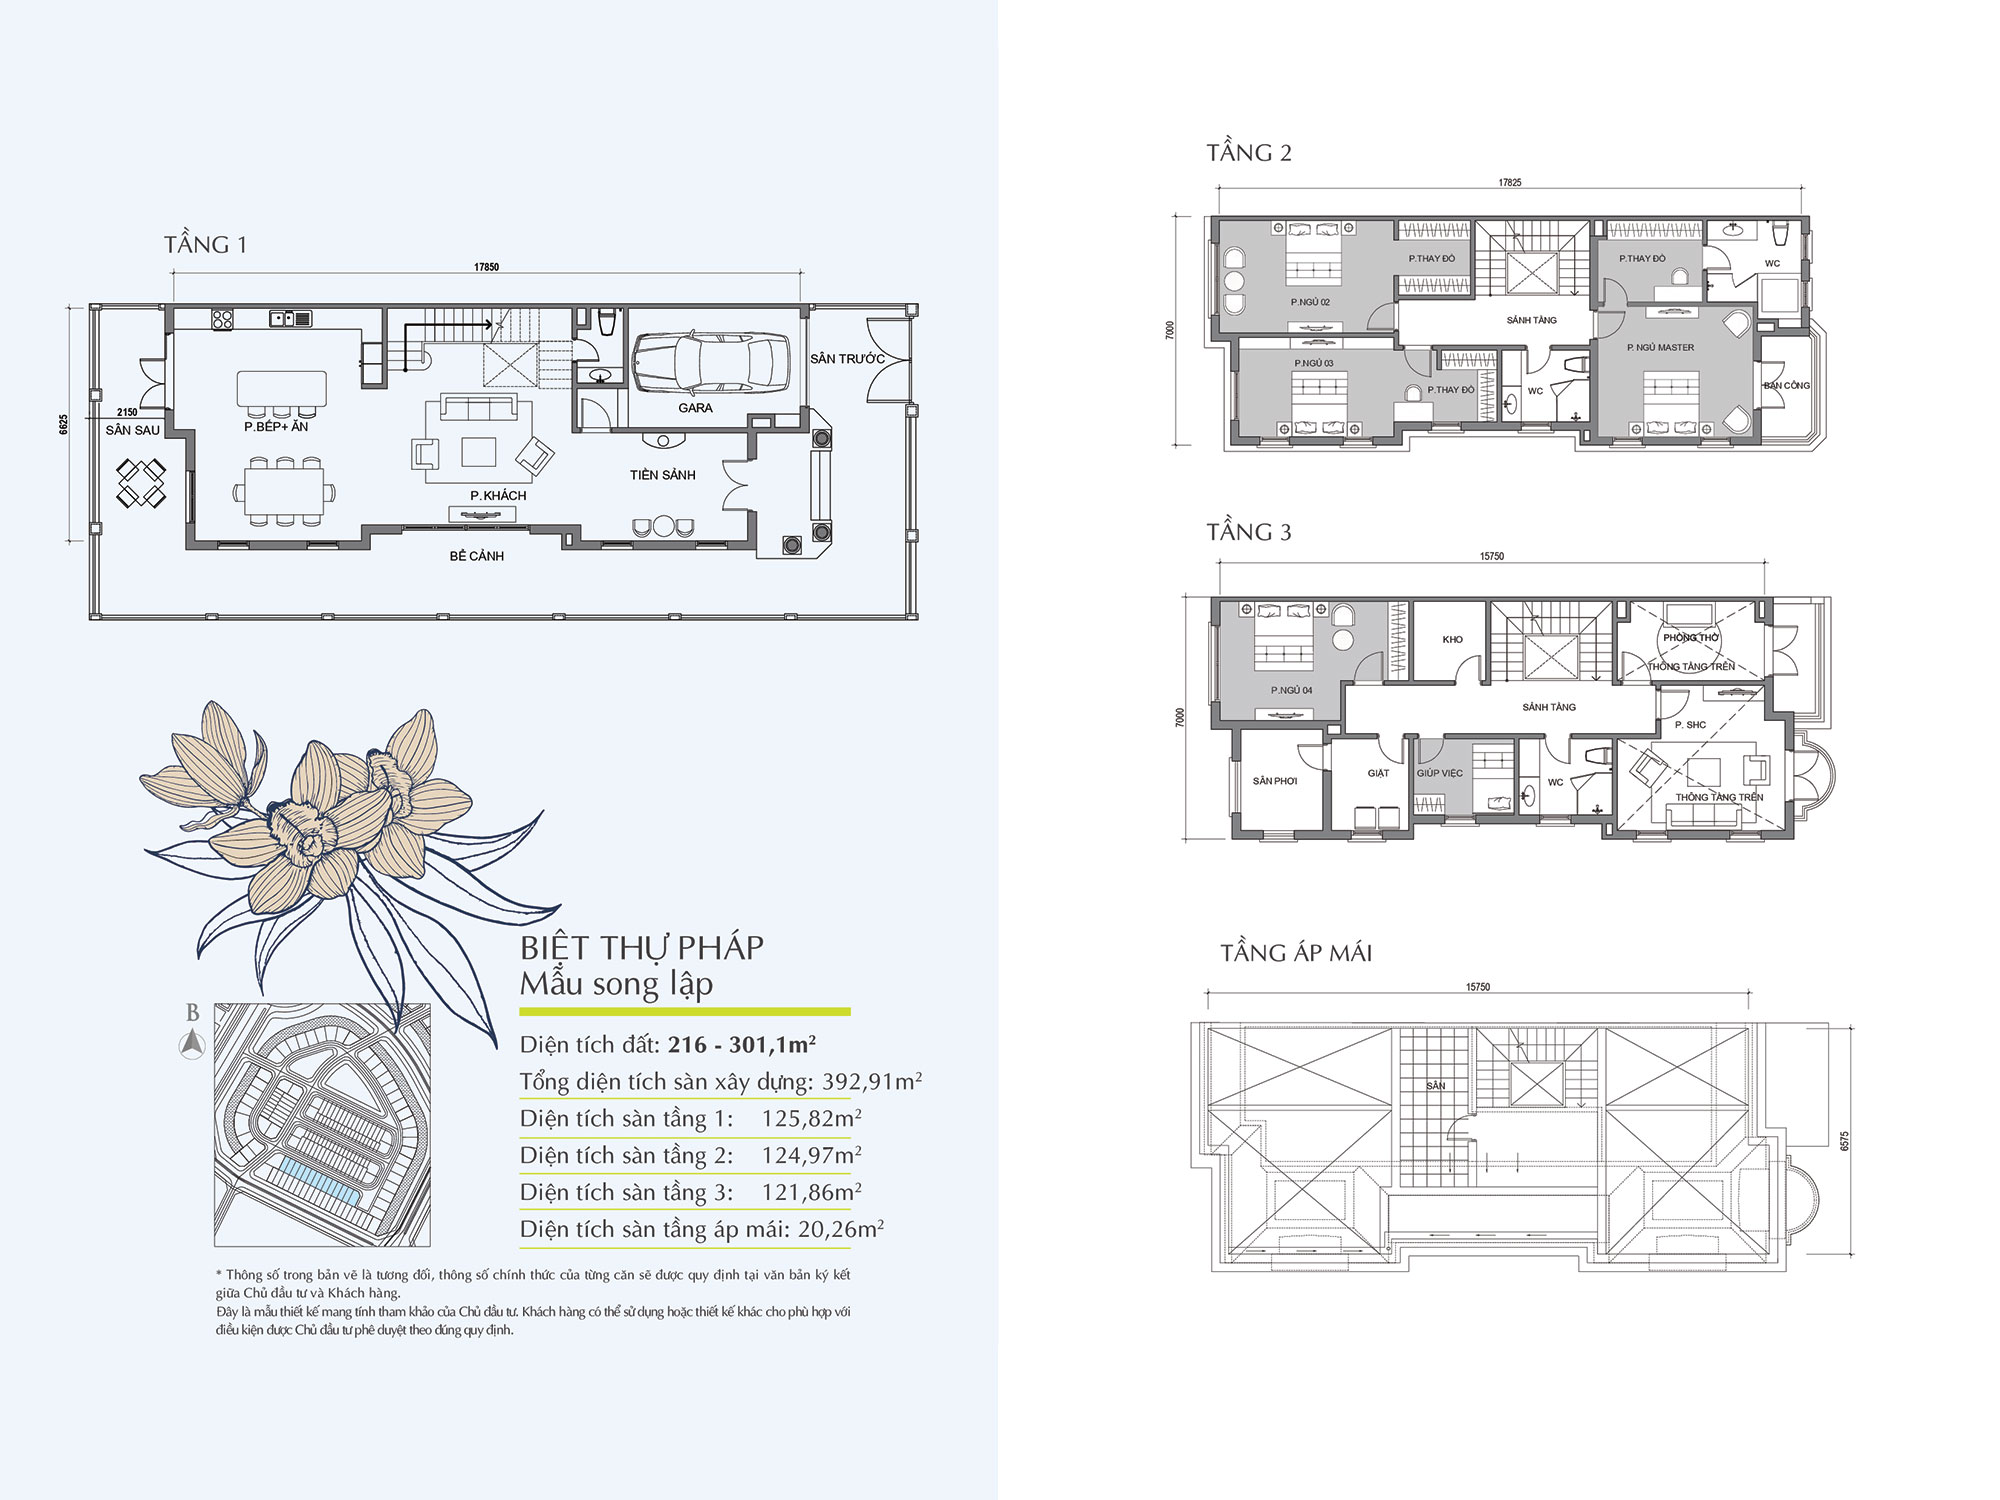 TẦNG 1
17850
6625
2150
SÂN SAU
P.BẾP+ ĂN
P.KHÁCH
BỂ CẢNH
GARA
TIỀN SẢNH
SÂN TRƯỚC
BIỆT THỰ PHÁP
Mẫu song lập
B
Diện tích đất: 216 - 301,1m²
Tổng diện tích sàn xây dựng: 392,91m²
Diện tích sàn tầng 1: 125,82m²
Diện tích sàn tầng 2: 124,97m²
Diện tích sàn tầng 3: 121,86m²
Diện tích sàn tầng áp mái: 20,26m²
* Thông số trong bản vẽ là tương đối, thông số chính thức của từng căn sẽ được quy định tại văn bản ký kết
giữa Chủ đầu tư và Khách hàng.
Đây là mẫu thiết kế mang tính tham khảo của Chủ đầu tư. Khách hàng có thể sử dụng hoặc thiết kế khác cho phù hợp với
điều kiện được Chủ đầu tư phê duyệt theo đúng quy định.
TẦNG 2
17825
7000
P.THAY ĐỒ
P.THAY ĐỒ
WC
P.NGỦ 02
SẢNH TẦNG
P.NGỦ 03
P.NGỦ MASTER
P.THAY ĐỒ
WC
BAN CÔNG
TẦNG 3
15750
7000
KHO
PHÒNG THỜ
THÔNG TẦNG TRÊN
P.NGỦ 04
SẢNH TẦNG
P. SHC
SÂN PHƠI
GIẶT
GIÚP VIỆC
WC
THÔNG TẦNG TRÊN
TẦNG ÁP MÁI
15750
SÂN
6575